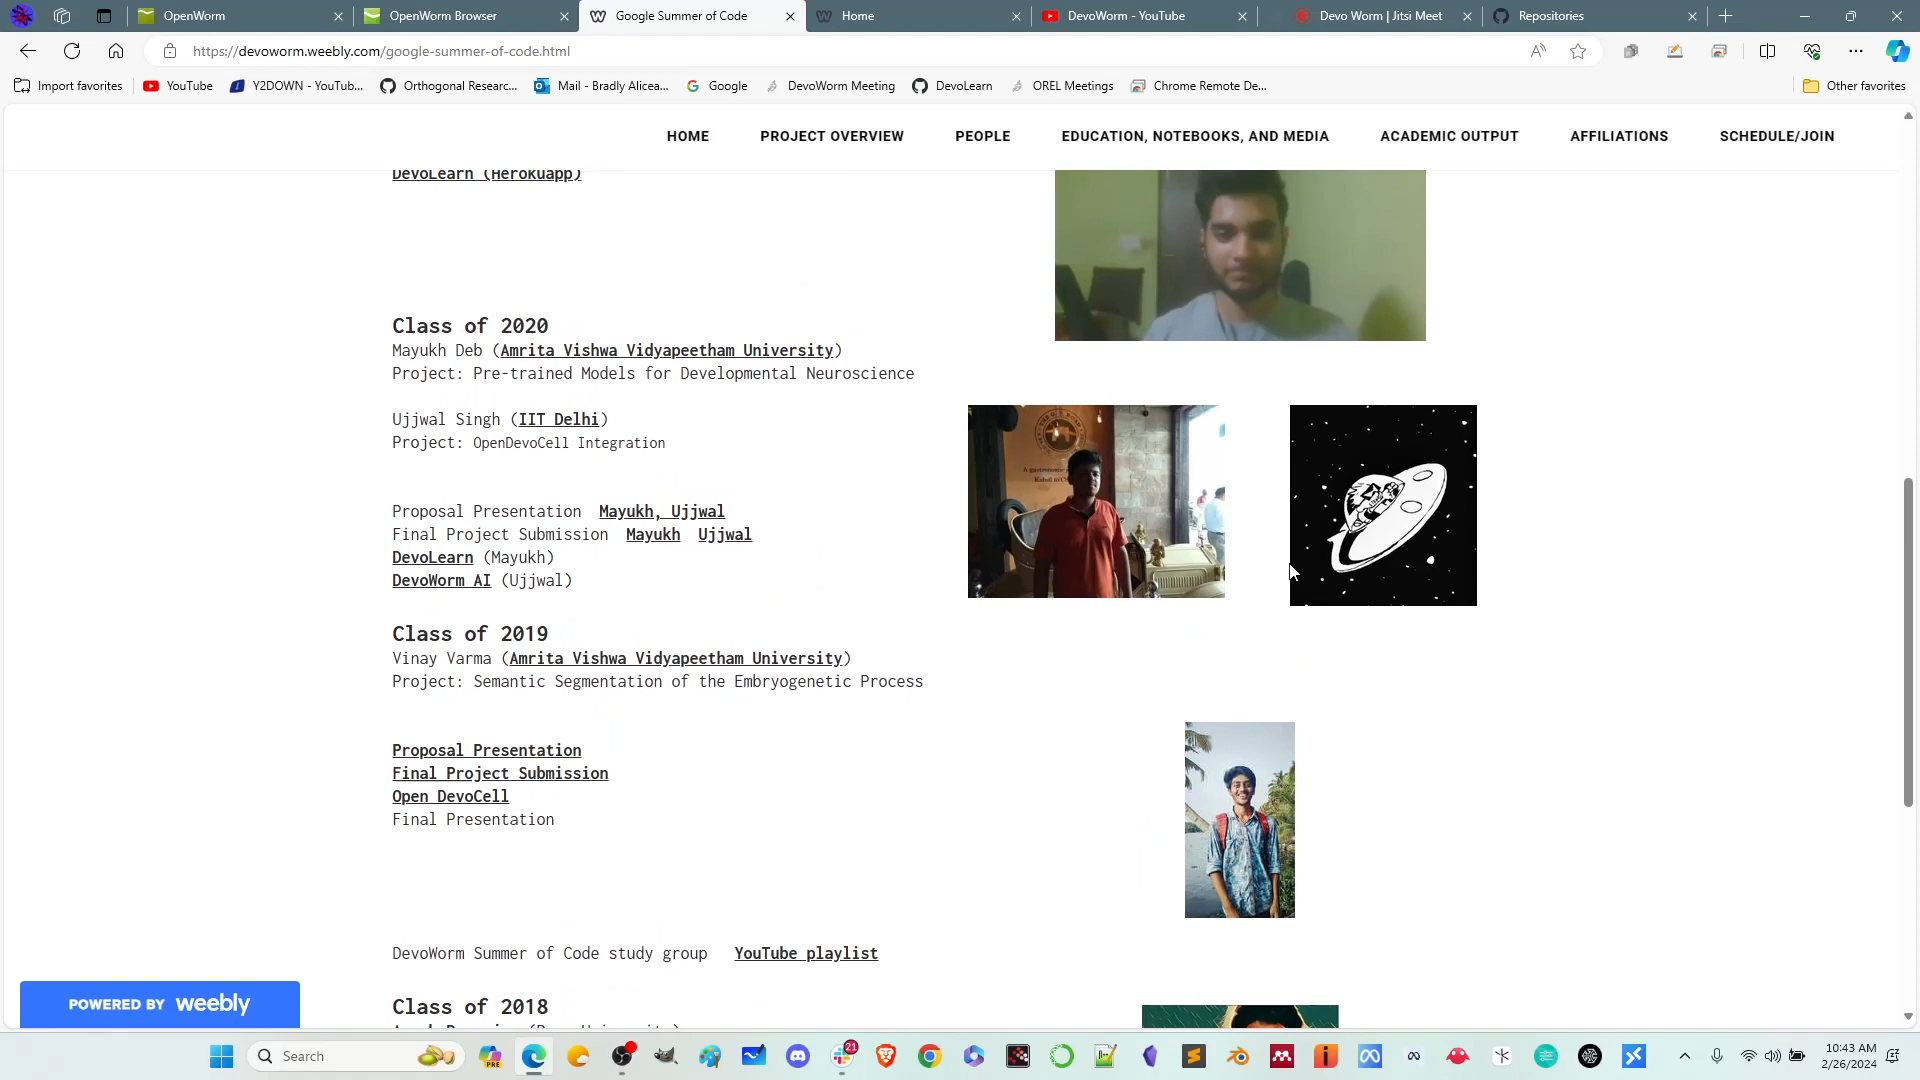 OpenWorm
OpenWorm Browser
Google Summer of Code
Home
DevoWorm - YouTube
Devo Worm | Jitsi Meet
Repositories
https://devoworm.weebly.com/google-summer-of-code.html
Import favorites
YouTube
Y2DOWN - YouTub...
Orthogonal Researc...
Mail - Bradly Alicea...
Google
DevoWorm Meeting
DevoLearn
OREL Meetings
Chrome Remote De...
Other favorites
HOME
PROJECT OVERVIEW
PEOPLE
EDUCATION, NOTEBOOKS, AND MEDIA
ACADEMIC OUTPUT
AFFILIATIONS
SCHEDULE/JOIN
DevoLearn (Herokuapp)
Class of 2020
Mayukh Deb (Amrita Vishwa Vidyapeetham University)
Project: Pre-trained Models for Developmental Neuroscience
Ujjwal Singh (IIT Delhi)
Project: OpenDevoCell Integration
Proposal Presentation Mayukh, Ujjwal
Final Project Submission Mayukh Ujjwal
DevoLearn (Mayukh)
DevoWorm AI (Ujjwal)
Class of 2019
Vinay Varma (Amrita Vishwa Vidyapeetham University)
Project: Semantic Segmentation of the Embryogenetic Process
Proposal Presentation
Final Project Submission
Open DevoCell
Final Presentation
DevoWorm Summer of Code study group YouTube playlist
POWERED BY weebly
Class of 2018
Search
PRE
21
10:43 AM
2/26/2024